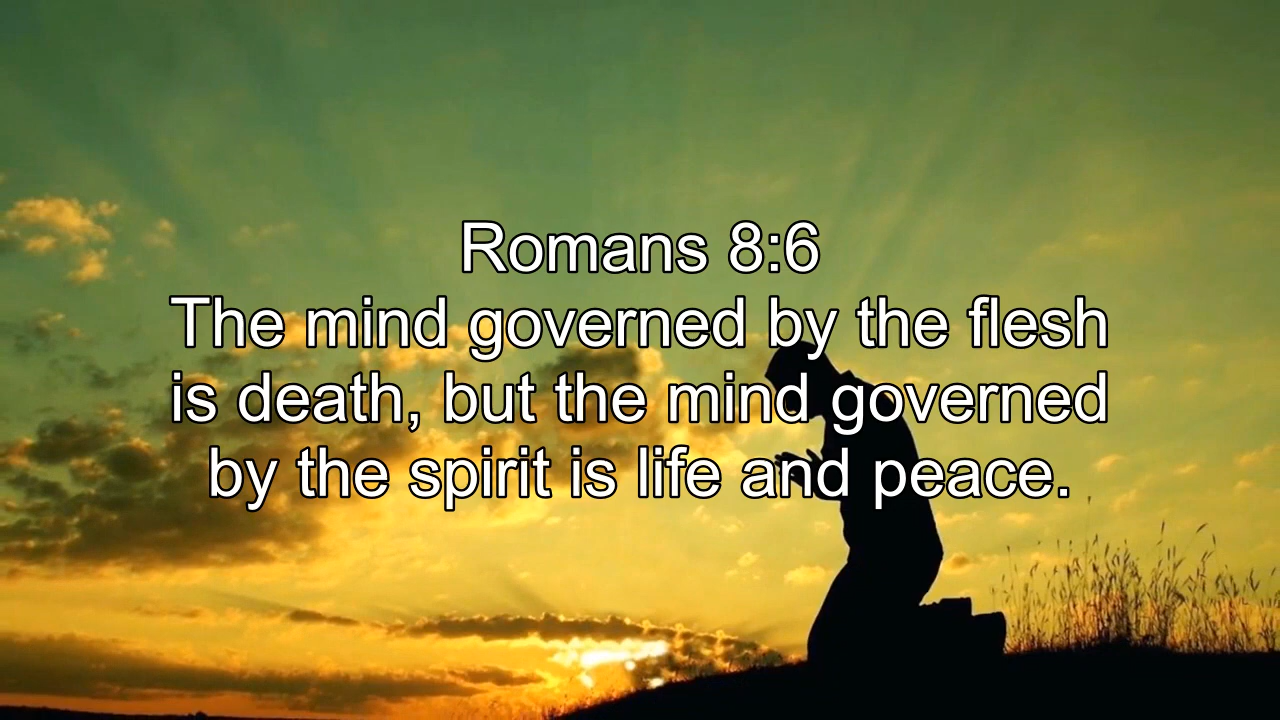 Romans 8:6
The mind governed by the flesh
is death, but the mind governed
by the spirit is life and peace.